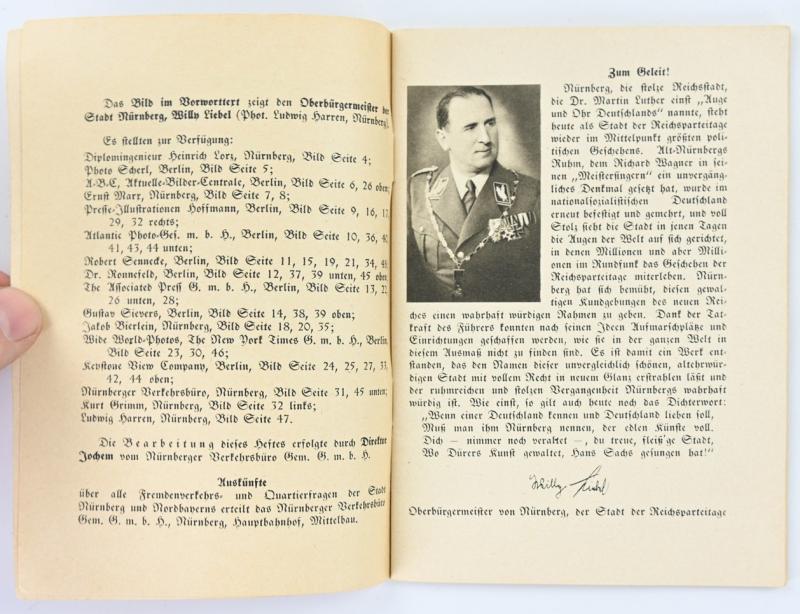 Das Bild im Vorworttext zeigt den Oberbürgermeister der
Stadt Nürnberg, Willy Liebel (Phot. Ludwig Harren, Nürnberg).
Es stellten zur Verfügung:
Diplomingenieur Heinrich Lorz, Nürnberg, Bild Seite 4;
Photo Scherl, Berlin, Bild Seite 5;
A-B-C, Aktuelle-Bilder-Centrale, Berlin, Bild Seite 6, 26 oben;
Ernst Marx, Nürnberg, Bild Seite 7, 8;
Presse-Illustrationen Hoffmann, Berlin, Bild Seite 9, 16, 17,
29, 32 rechts;
Atlantic Photo-Ges. m. b. H., Berlin, Bild Seite 10, 36, 40,
41, 43, 44 unten;
Robert Sennecke, Berlin, Bild Seite 11, 15, 19, 21, 34,
Dr. Ronnefeld, Berlin, Bild Seite 12, 37, 39 unten, 45 oben
The Associated Preß G. m. b. H., Berlin, Bild Seite 13, 22,
26 unten, 28;
Gustav Sievers, Berlin, Bild Seite 14, 38, 39 oben;
Jakob Bierlein, Nürnberg, Bild Seite 18, 20, 35;
Wide World-Photos, The New York Times G. m. b. H., Berlin,
Bild Seite 23, 30, 46;
Keystone View Company, Berlin, Bild Seite 24, 25, 27, 33,
42, 44 oben;
Nürnberger Verkehrsbüro, Nürnberg, Bild Seite 31, 45 unten;
Kurt Grimm, Nürnberg, Bild Seite 32 links;
Ludwig Harren, Nürnberg, Bild Seite 47.
Die Bearbeitung dieses Heftes erfolgte durch Direktor
Jochem vom Nürnberger Verkehrsbüro Gem. G. m. b. H.
Auskünfte
über alle Fremdenverkehrs- und Quartierfragen der Stadt
Nürnberg und Nordbayerns erteilt das Nürnberger Verkehrsbüro
Gem. G. m. b. H., Nürnberg, Hauptbahnhof, Mittelbau.
Zum Geleit!
Nürnberg, die stolze Reichsstadt,
die Dr. Martin Luther einst „Auge
und Ohr Deutschlands" nannte, steht
heute als Stadt der Reichsparteitage
wieder im Mittelpunkt größten poli-
tischen Geschehens. Alt-Nürnbergs
Ruhm, dem Richard Wagner in sei-
nen „Meistersingern" ein unvergäng-
liches Denkmal gesetzt hat, wurde im
nationalsozialistischen Deutschland
erneut befestigt und gemehrt, und voll
Stolz sieht die Stadt in jenen Tagen
die Augen der Welt auf sich gerichtet,
in denen Millionen und aber Milli-
onen im Rundfunk das Geschehen der
Reichsparteitage miterleben. Nürn-
berg hat sich bemüht, diesen gewal-
tigen Kundgebungen des neuen Rei-
ches einen wahrhaft würdigen Rahmen zu geben. Dank der Tat-
kraft des Führers konnten nach seinen Ideen Aufmarschplätze und
Einrichtungen geschaffen werden, wie sie in der ganzen Welt in
diesem Ausmaß nicht zu finden sind. Es ist damit ein Werk ent-
standen, das den Namen dieser unvergleichlich schönen, altehrwür-
digen Stadt mit vollem Recht in neuem Glanz erstrahlen läßt und
der ruhmreichen und stolzen Vergangenheit Nürnbergs wahrhaft
würdig ist. Wie einst, so gilt auch heute noch das Dichterwort:
„Wenn einer Deutschland kennen und Deutschland lieben soll,
Muß man ihm Nürnberg nennen, der edlen Künste voll.
Dich — nimmer noch veraltet —, du treue, fleiß'ge Stadt,
Wo Dürers Kunst gewaltet, Hans Sachs gesungen hat!"
Willy Liebel
Oberbürgermeister von Nürnberg, der Stadt der Reichsparteitage